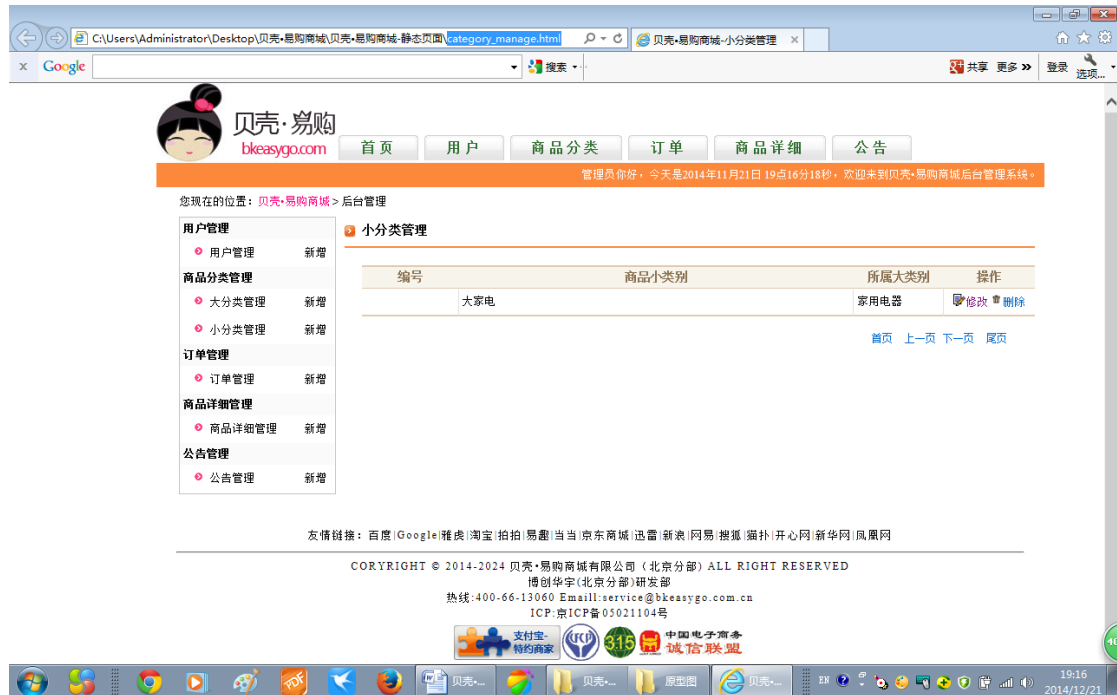 C:\Users\Administrator\Desktop\贝壳•易购商城\贝壳•易购商城-静态页面\category_manage.html
贝壳•易购商城-小分类管理
x Google 搜索 共享 更多 » 登录 选项...
贝壳·易购
bkeasygo.com
首页 用户 商品分类 订单 商品详细 公告
管理员你好，今天是2014年11月21日 19点16分18秒，欢迎来到贝壳•易购商城后台管理系统。
您现在的位置：贝壳•易购商城 > 后台管理
用户管理
用户管理 新增
商品分类管理
大分类管理 新增
小分类管理 新增
订单管理
订单管理 新增
商品详细管理
商品详细管理 新增
公告管理
公告管理 新增
小分类管理
编号 商品小类别 所属大类别 操作
大家电 家用电器 修改 删除
首页 上一页 下一页 尾页
友情链接：百度|Google|雅虎|淘宝|拍拍|易趣|当当|京东商城|迅雷|新浪|网易|搜狐|猫扑|开心网|新华网|凤凰网
CORYRIGHT © 2014-2024 贝壳•易购商城有限公司（北京分部）ALL RIGHT RESERVED
博创华宇(北京分部)研发部
热线:400-66-13060 Emaill:service@bkeasygo.com.cn
ICP:京ICP备05021104号
支付宝-
特约商家
315
中国电子商务
诚信联盟
PDF
贝壳•... 贝壳•... 原型图 贝壳•... EN 19:16
2014/12/21